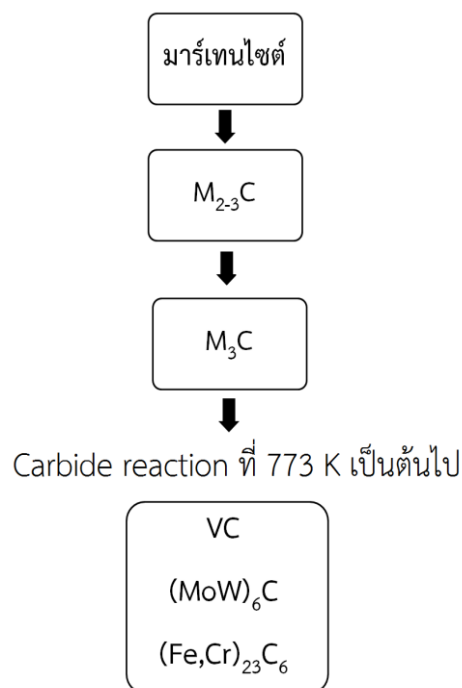 มาร์เทนไซต์
M₂₋₃C
M₃C
Carbide reaction ที่ 773 K เป็นต้นไป
VC
(MoW)₆C
(Fe,Cr)₂₃C₆